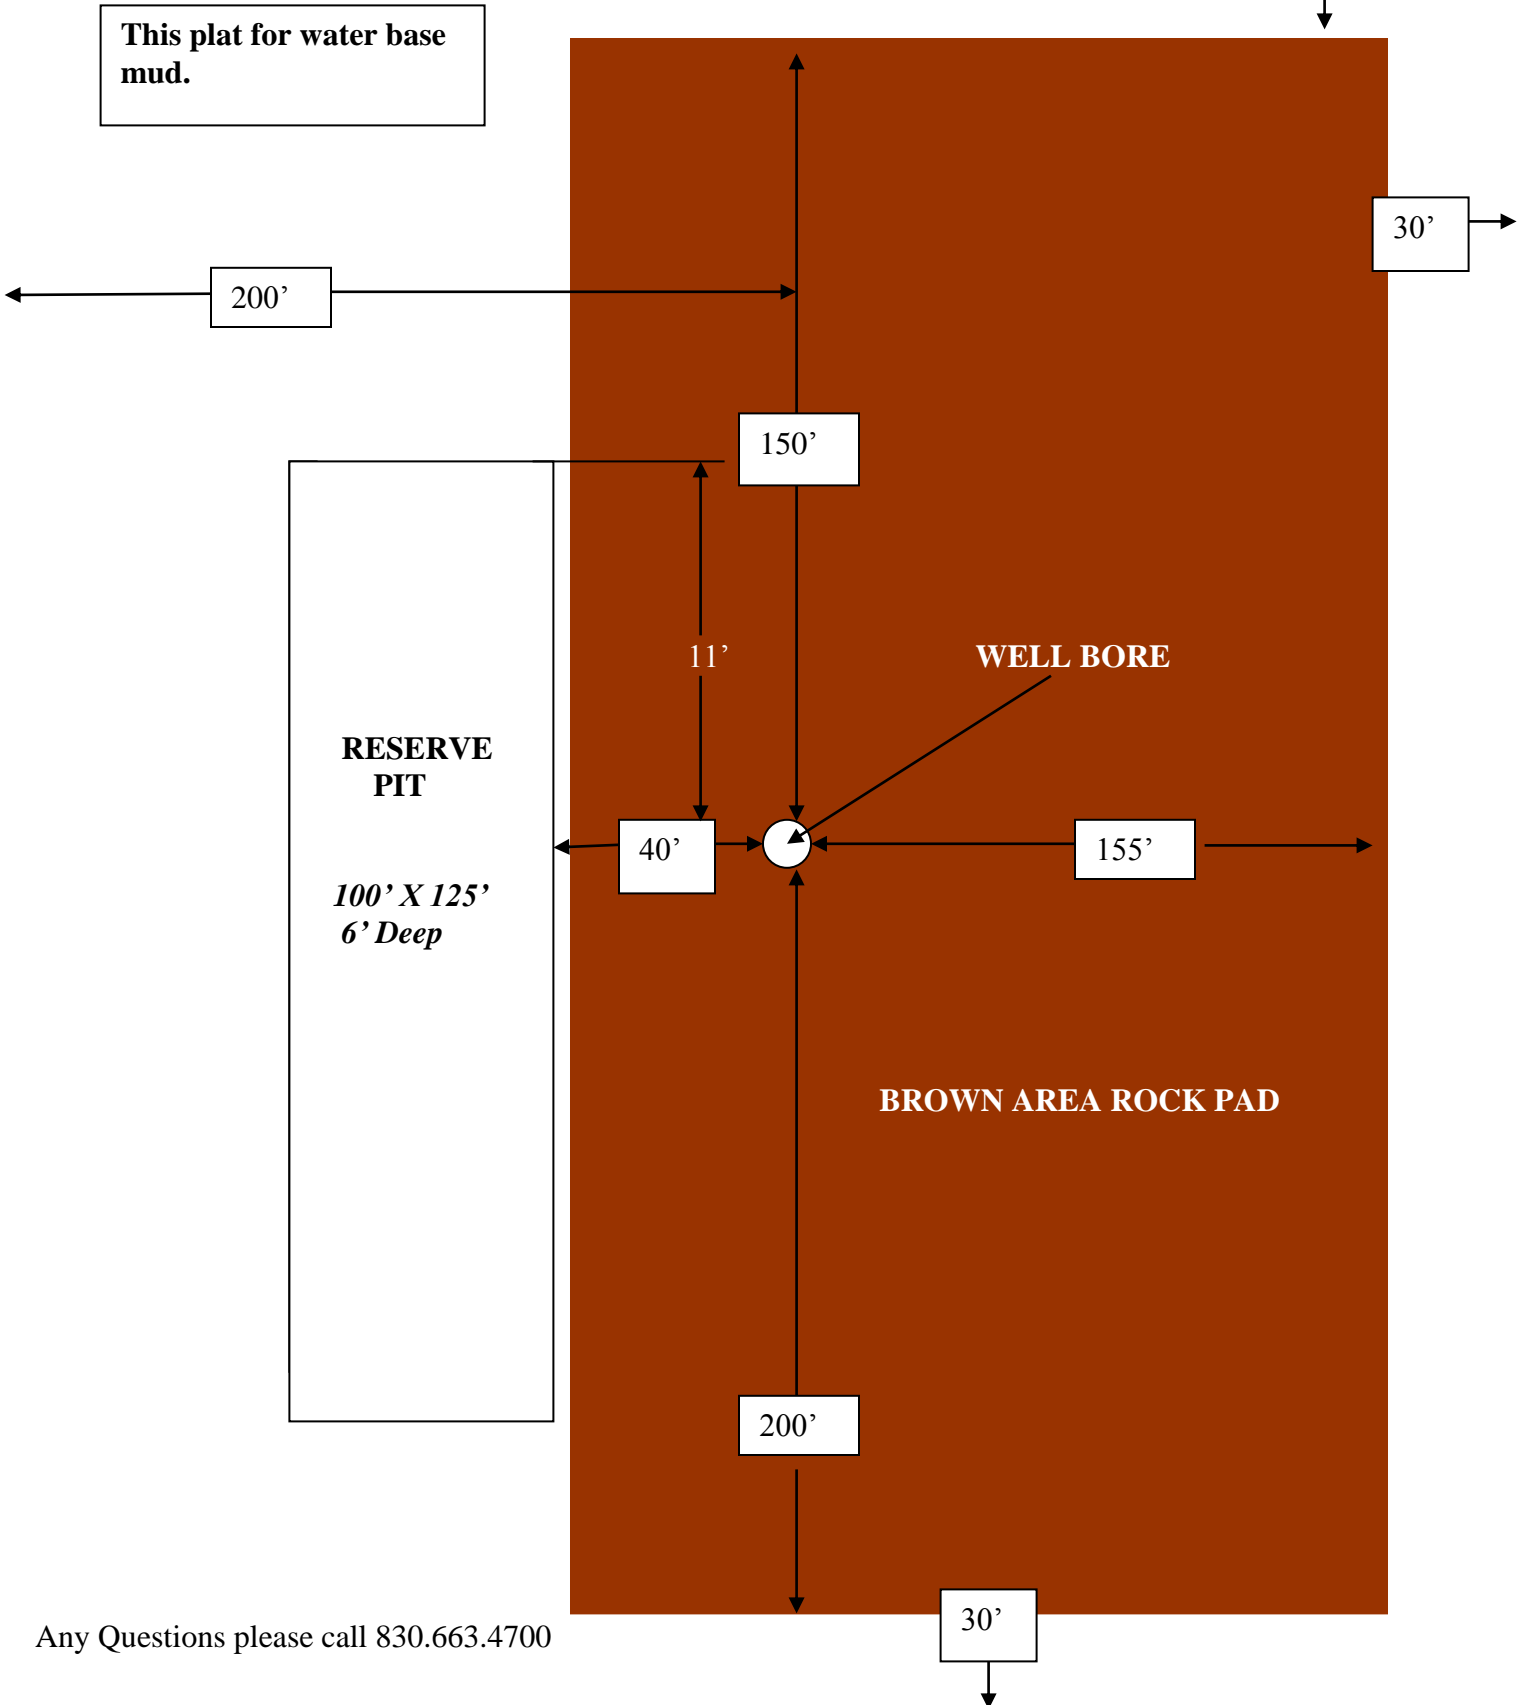 This plat for water base
mud.
30’
200’
150’
11’
WELL BORE
RESERVE
PIT
40’
155’
100’ X 125’
6’ Deep
BROWN AREA ROCK PAD
200’
30’
Any Questions please call 830.663.4700